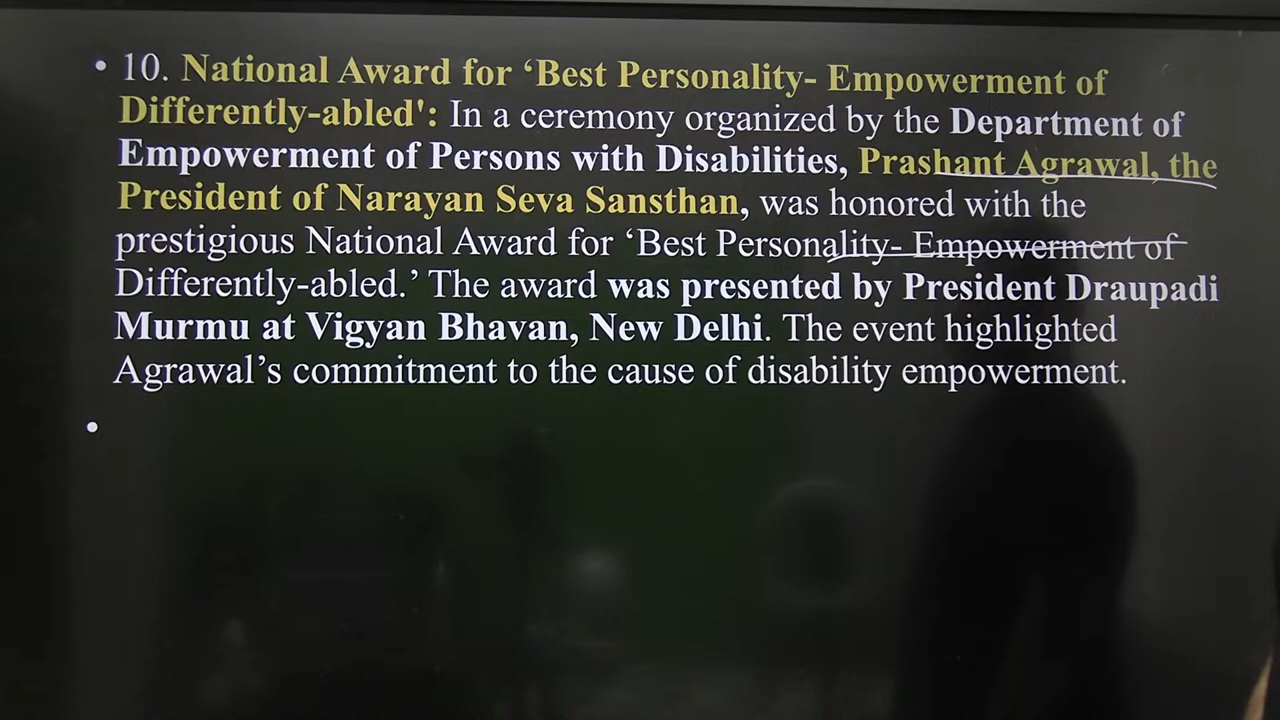 • 10. National Award for ‘Best Personality- Empowerment of
Differently-abled': In a ceremony organized by the Department of
Empowerment of Persons with Disabilities, Prashant Agrawal, the
President of Narayan Seva Sansthan, was honored with the
prestigious National Award for ‘Best Personality- Empowerment of
Differently-abled.’ The award was presented by President Draupadi
Murmu at Vigyan Bhavan, New Delhi. The event highlighted
Agrawal’s commitment to the cause of disability empowerment.
•